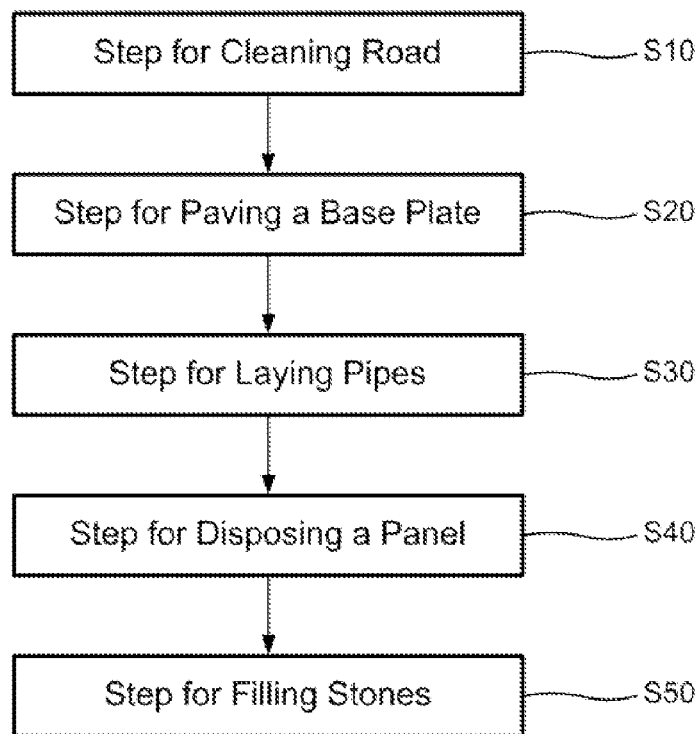 Step for Cleaning Road S10
Step for Paving a Base Plate S20
Step for Laying Pipes S30
Step for Disposing a Panel S40
Step for Filling Stones S50